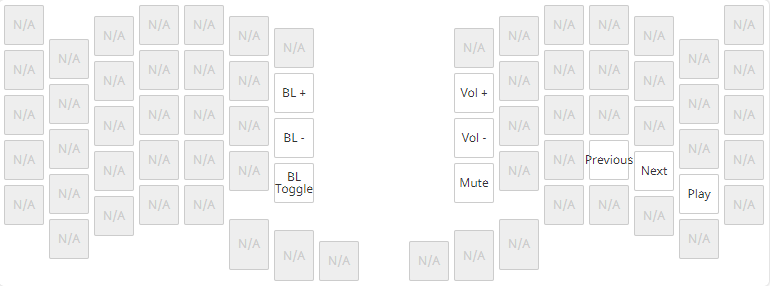 N/A N/A N/A N/A N/A N/A N/A N/A N/A N/A N/A N/A N/A N/A
N/A N/A N/A N/A N/A N/A BL + Vol + N/A N/A N/A N/A N/A N/A
N/A N/A N/A N/A N/A N/A BL - Vol - N/A N/A N/A N/A N/A N/A
N/A N/A N/A N/A N/A N/A BL Toggle Mute N/A N/A Previous Next Play N/A
N/A N/A N/A N/A N/A N/A N/A N/A N/A N/A
N/A N/A N/A N/A N/A N/A